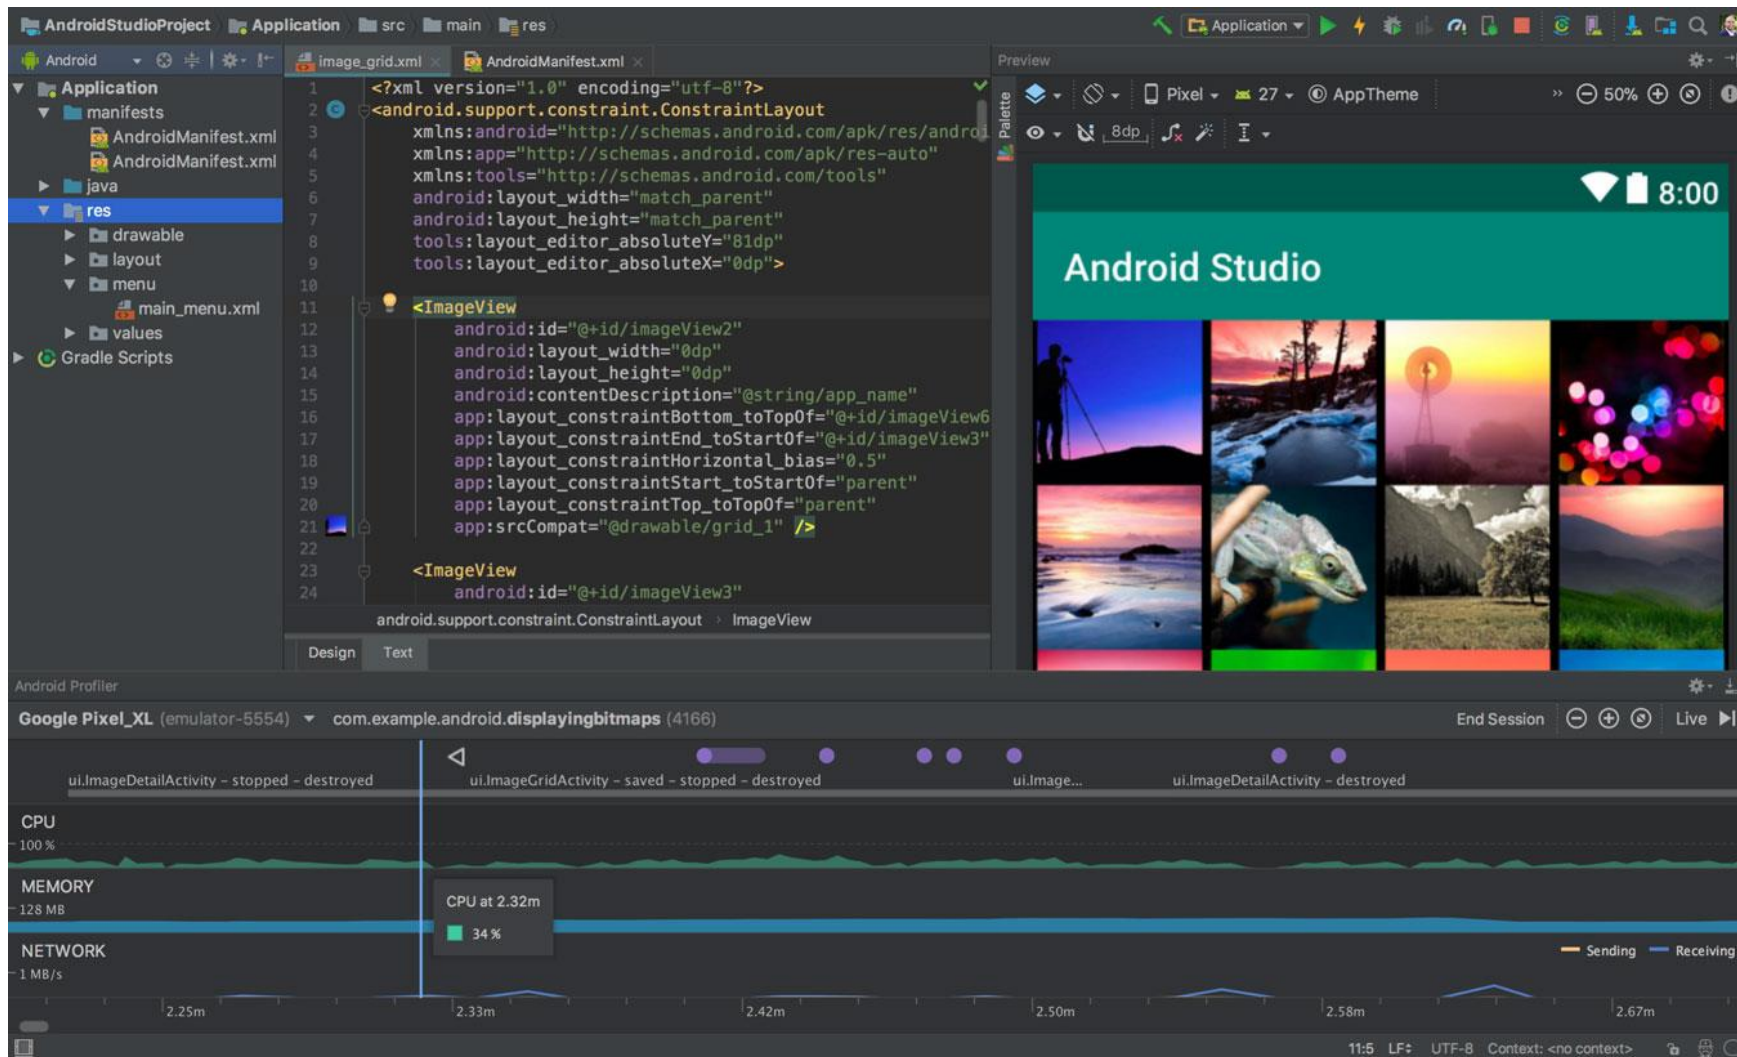 AndroidStudioProject Application src main res Application
Android image_grid.xml AndroidManifest.xml Preview
Application
manifests
AndroidManifest.xml
AndroidManifest.xml
java
res
drawable
layout
menu
main_menu.xml
values
Gradle Scripts
1 <?xml version="1.0" encoding="utf-8"?>
2 <android.support.constraint.ConstraintLayout
3 xmlns:android="http://schemas.android.com/apk/res/androi
4 xmlns:app="http://schemas.android.com/apk/res-auto"
5 xmlns:tools="http://schemas.android.com/tools"
6 android:layout_width="match_parent"
7 android:layout_height="match_parent"
8 tools:layout_editor_absoluteY="81dp"
9 tools:layout_editor_absoluteX="0dp">
10
11 <ImageView
12 android:id="@+id/imageView2"
13 android:layout_width="0dp"
14 android:layout_height="0dp"
15 android:contentDescription="@string/app_name"
16 app:layout_constraintBottom_toTopOf="@+id/imageView6
17 app:layout_constraintEnd_toStartOf="@+id/imageView3"
18 app:layout_constraintHorizontal_bias="0.5"
19 app:layout_constraintStart_toStartOf="parent"
20 app:layout_constraintTop_toTopOf="parent"
21 app:srcCompat="@drawable/grid_1" />
22
23 <ImageView
24 android:id="@+id/imageView3"
android.support.constraint.ConstraintLayout › ImageView
Design Text
Palette
Pixel 27 AppTheme » 50%
8dp
8:00
Android Studio
Android Profiler
Google Pixel_XL (emulator-5554) com.example.android.displayingbitmaps (4166) End Session Live
ui.ImageDetailActivity – stopped – destroyed ui.ImageGridActivity – saved – stopped – destroyed ui.Image... ui.ImageDetailActivity – destroyed
CPU
100 %
MEMORY
128 MB
CPU at 2.32m
34 %
NETWORK
Sending Receiving
1 MB/s
2.25m 2.33m 2.42m 2.50m 2.58m 2.67m
11:5 LF UTF-8 Context: <no context>